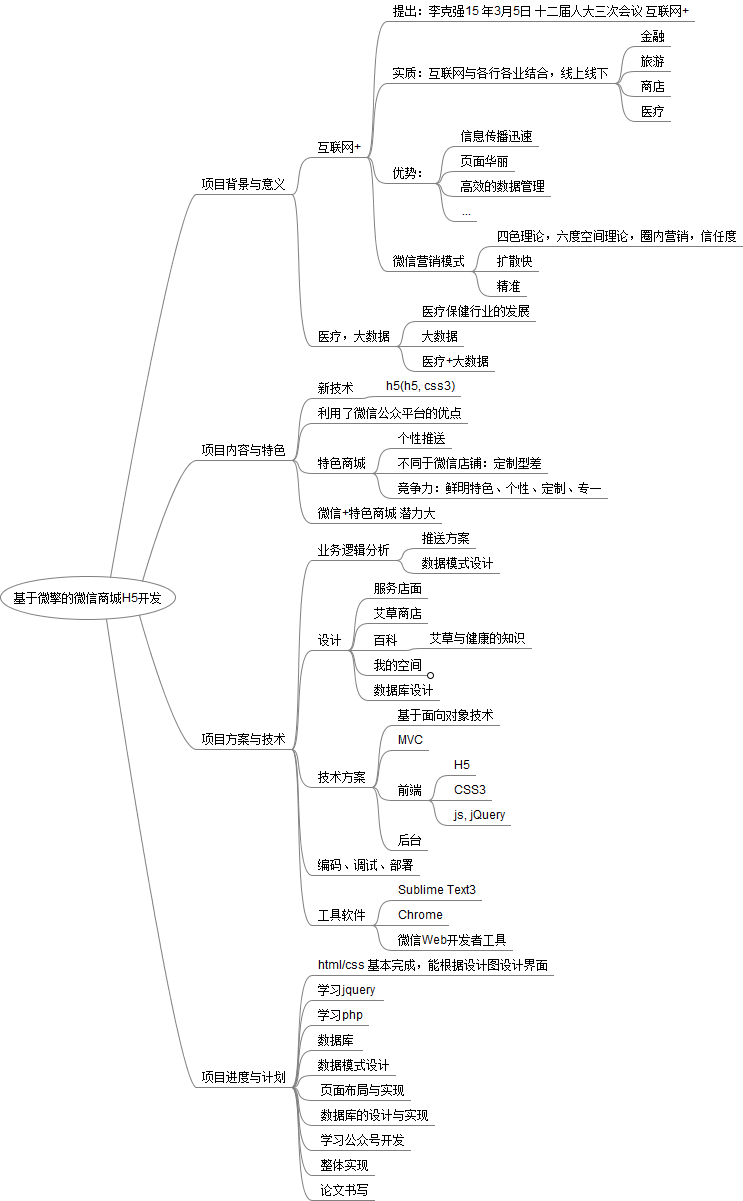 基于微擎的微信商城H5开发
项目背景与意义
互联网+
提出：李克强15 年3月5日 十二届人大三次会议 互联网+
实质：互联网与各行各业结合，线上线下
金融
旅游
商店
医疗
优势：
信息传播迅速
页面华丽
高效的数据管理
...
微信营销模式
四色理论，六度空间理论，圈内营销，信任度
扩散快
精准
医疗，大数据
医疗保健行业的发展
大数据
医疗+大数据
项目内容与特色
新技术
h5(h5, css3)
利用了微信公众平台的优点
特色商城
个性推送
不同于微信店铺：定制型差
竞争力：鲜明特色、个性、定制、专一
微信+特色商城 潜力大
项目方案与技术
业务逻辑分析
推送方案
数据模式设计
设计
服务店面
艾草商店
百科
艾草与健康的知识
我的空间
数据库设计
技术方案
基于面向对象技术
MVC
前端
H5
CSS3
js, jQuery
后台
编码、调试、部署
工具软件
Sublime Text3
Chrome
微信Web开发者工具
项目进度与计划
html/css 基本完成，能根据设计图设计界面
学习jquery
学习php
数据库
数据模式设计
页面布局与实现
数据库的设计与实现
学习公众号开发
整体实现
论文书写